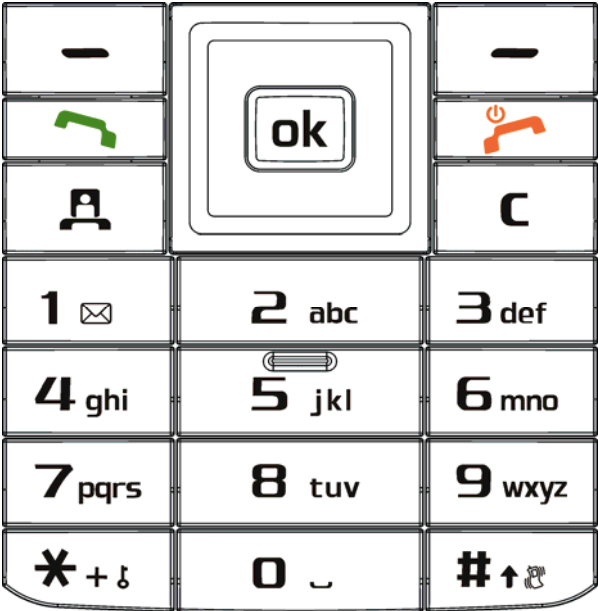 ok
C
1
2 abc
3 def
4 ghi
5 jkl
6 mno
7 pqrs
8 tuv
9 wxyz
* +
0
#